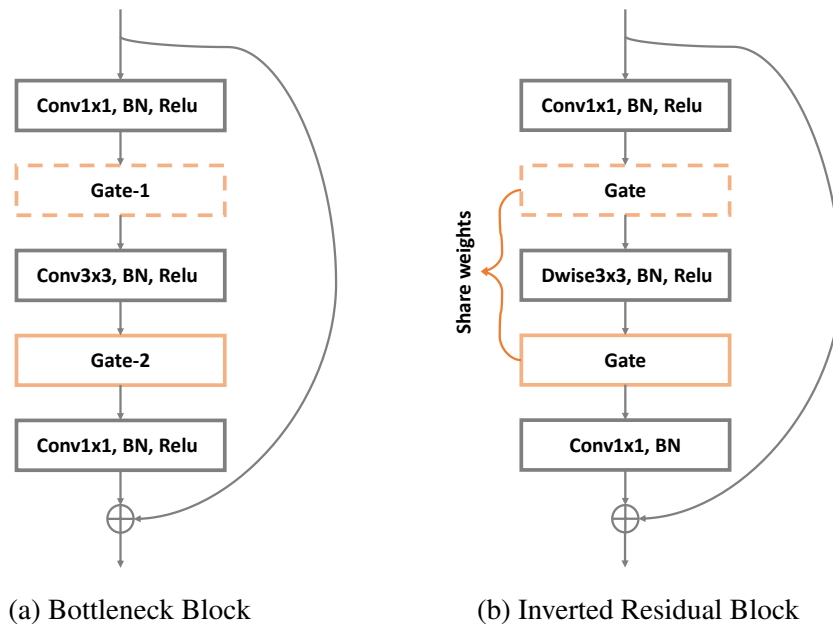 Conv1x1, BN, Relu
Gate-1
Conv3x3, BN, Relu
Gate-2
Conv1x1, BN, Relu
(a) Bottleneck Block
Conv1x1, BN, Relu
Gate
Dwise3x3, BN, Relu
Gate
Conv1x1, BN
Share weights
(b) Inverted Residual Block